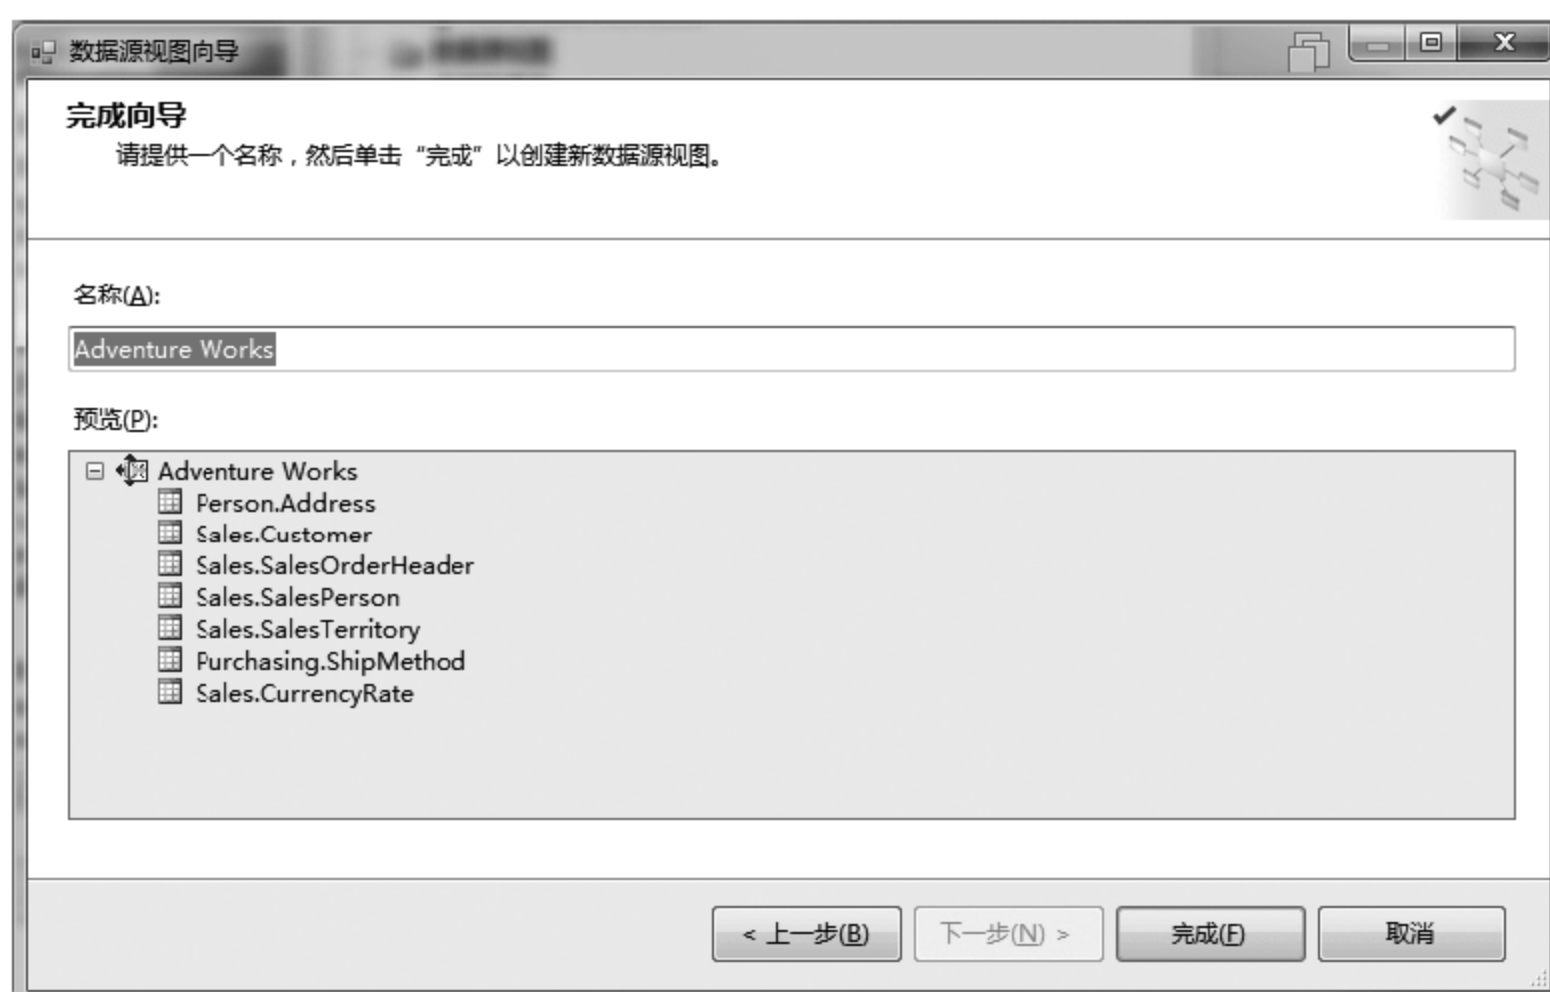 数据源视图向导
完成向导
请提供一个名称，然后单击“完成”以创建新数据源视图。
名称(A):
Adventure Works
预览(P):
Adventure Works
Person.Address
Sales.Customer
Sales.SalesOrderHeader
Sales.SalesPerson
Sales.SalesTerritory
Purchasing.ShipMethod
Sales.CurrencyRate
< 上一步(B) 下一步(N) > 完成(F) 取消